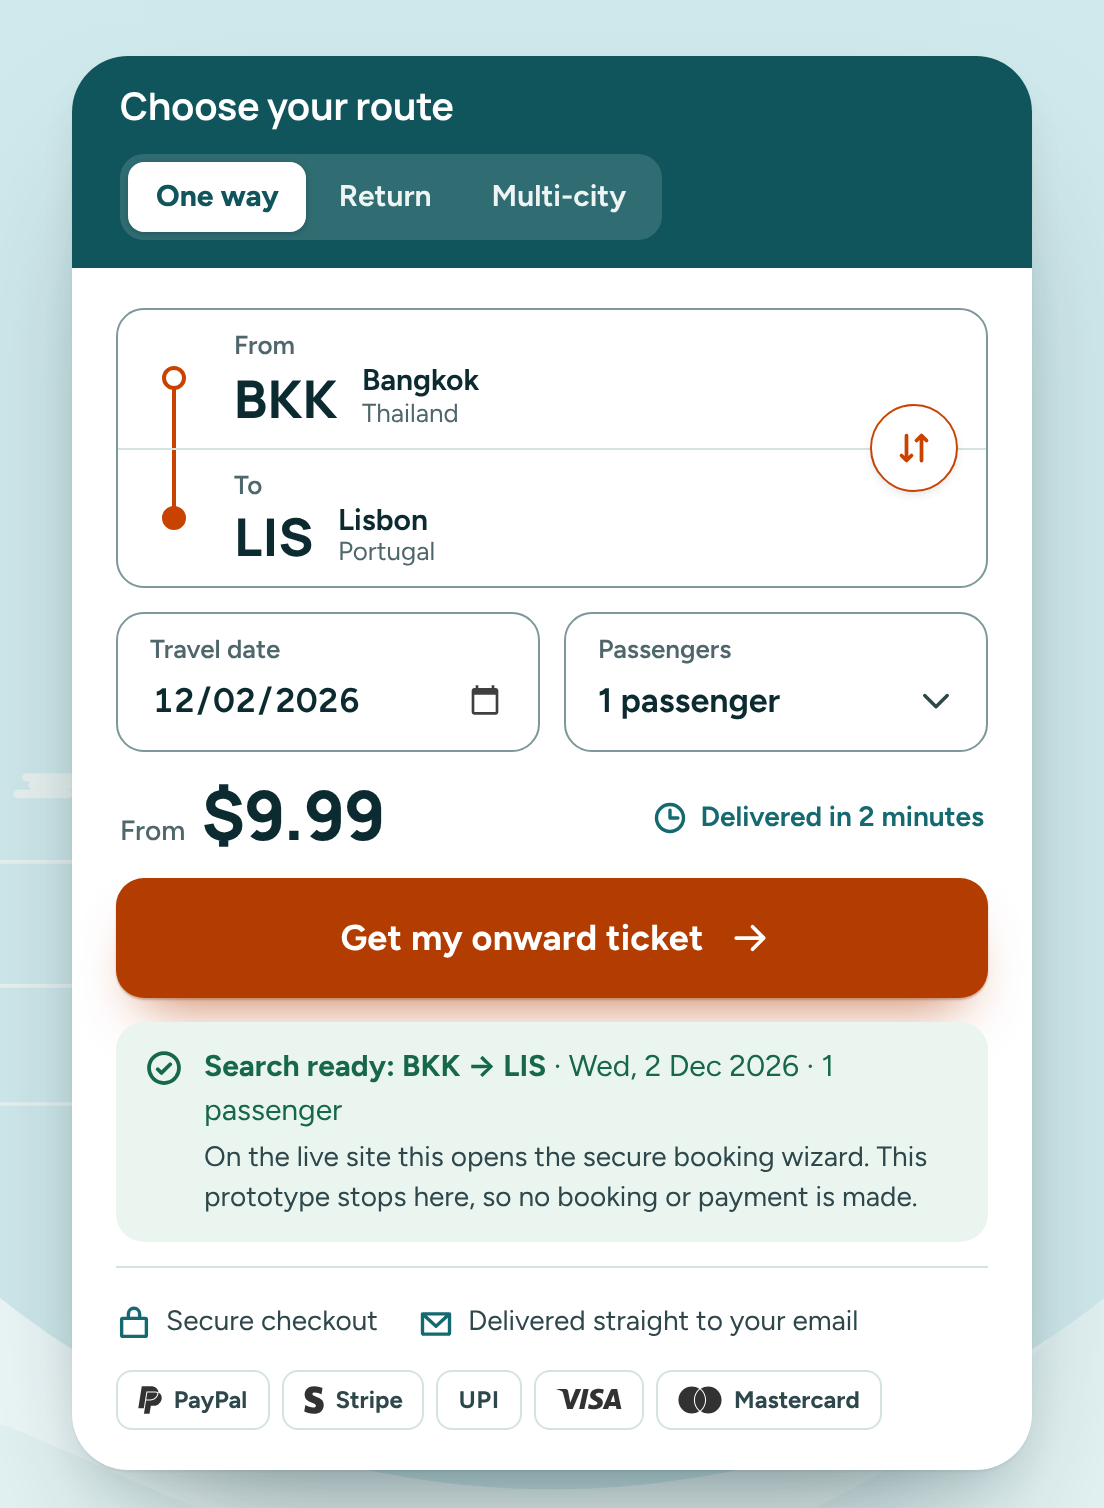 Choose your route
One way Return Multi-city
From
BKK Bangkok
Thailand
To
LIS Lisbon
Portugal
Travel date
12/02/2026
Passengers
1 passenger
From $9.99
Delivered in 2 minutes
Get my onward ticket →
Search ready: BKK → LIS · Wed, 2 Dec 2026 · 1
passenger
On the live site this opens the secure booking wizard. This
prototype stops here, so no booking or payment is made.
Secure checkout
Delivered straight to your email
PayPal Stripe UPI VISA Mastercard